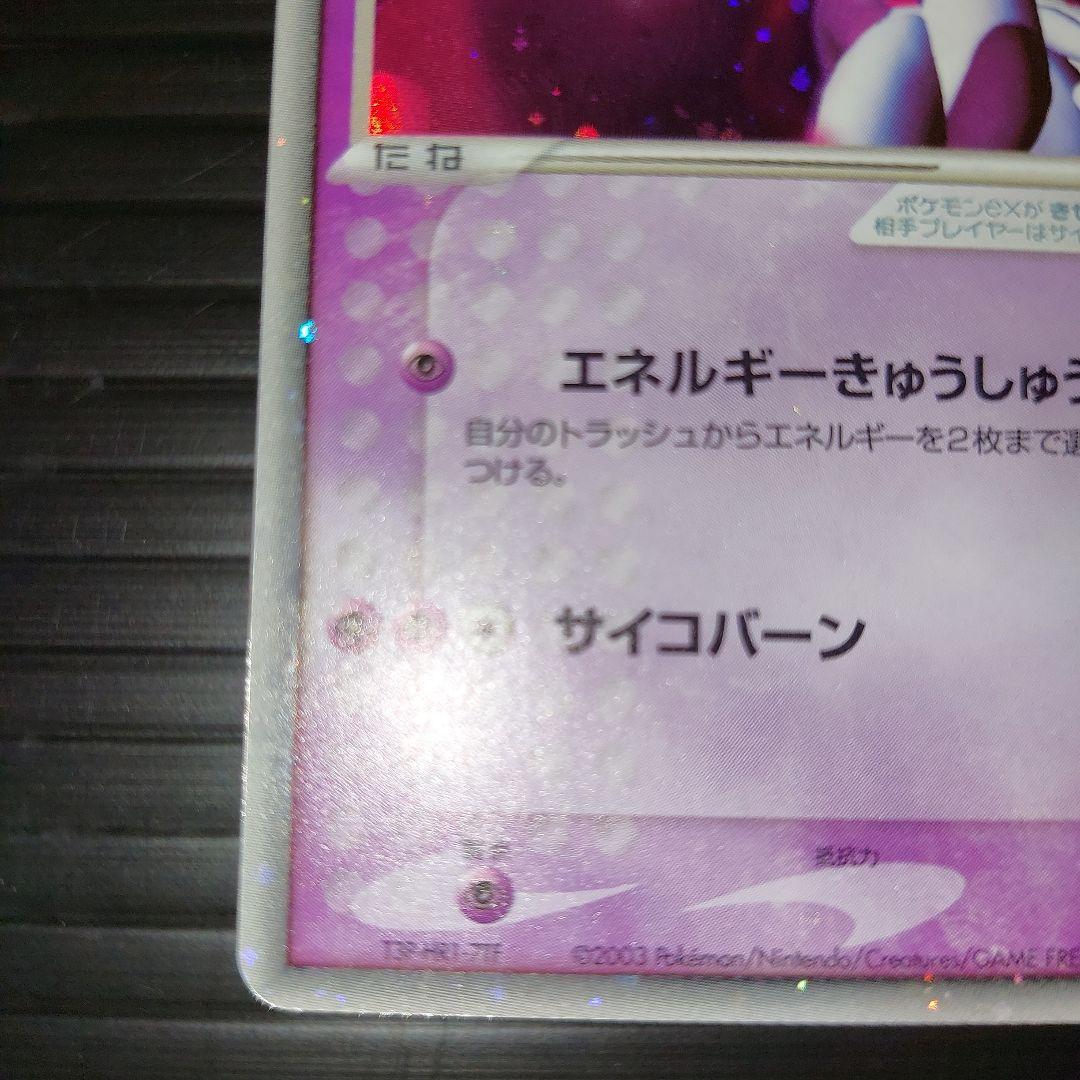 たね
ポケモンexが きぜ
相手プレイヤーはサイ
エネルギーきゅうしゅう
自分のトラッシュからエネルギーを2枚まで選
つける。
サイコバーン
抵抗力
©2003 Pokémon/Nintendo/Creatures/GAME FRE